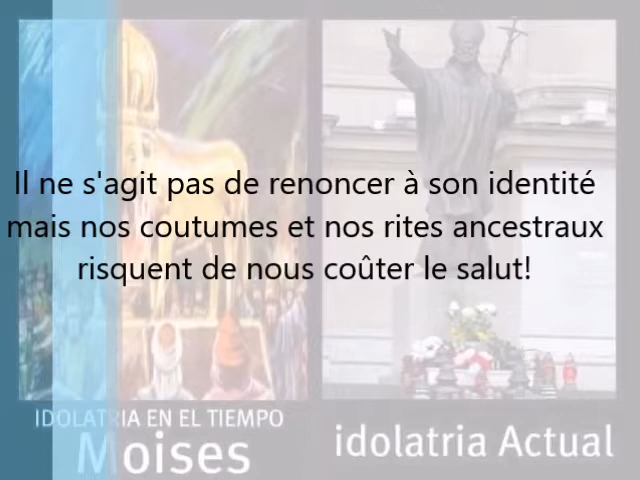 Il ne s'agit pas de renoncer à son identité
mais nos coutumes et nos rites ancestraux
risquent de nous coûter le salut!
IDOLATRIA EN EL TIEMPO
Moises
idolatria Actual